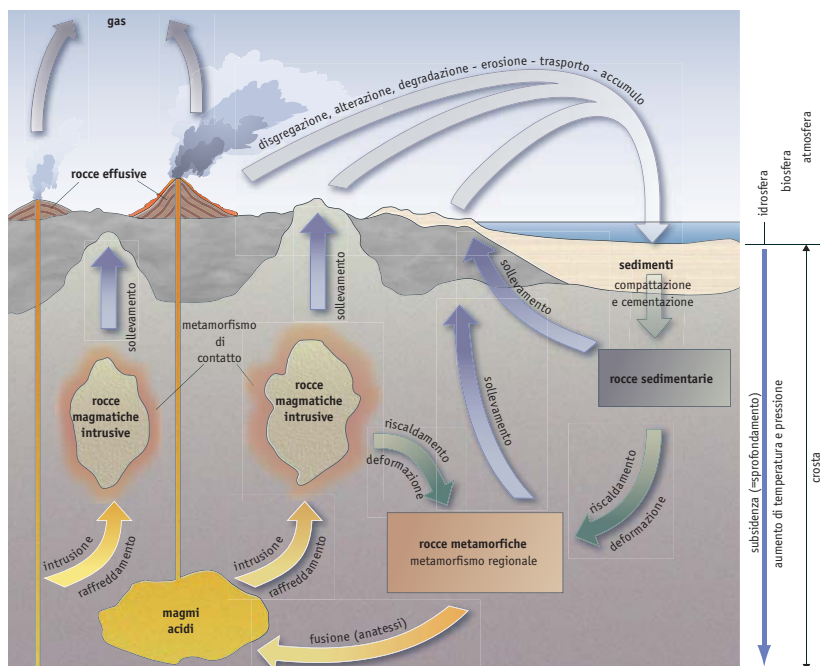 gas
disgregazione, alterazione, degradazione - erosione - trasporto - accumulo
rocce effusive
sollevamento
sollevamento
sollevamento
sedimenti
compattazione
e cementazione
metamorfismo
di
contatto
rocce
magmatiche
intrusive
rocce
magmatiche
intrusive
sollevamento
rocce sedimentarie
riscaldamento
deformazione
riscaldamento
deformazione
intrusione
raffreddamento
intrusione
raffreddamento
rocce metamorfiche
metamorfismo regionale
magmi
acidi
fusione (anatessi)
idrosfera
biosfera
atmosfera
subsidenza (=sprofondamento)
aumento di temperatura e pressione
crosta